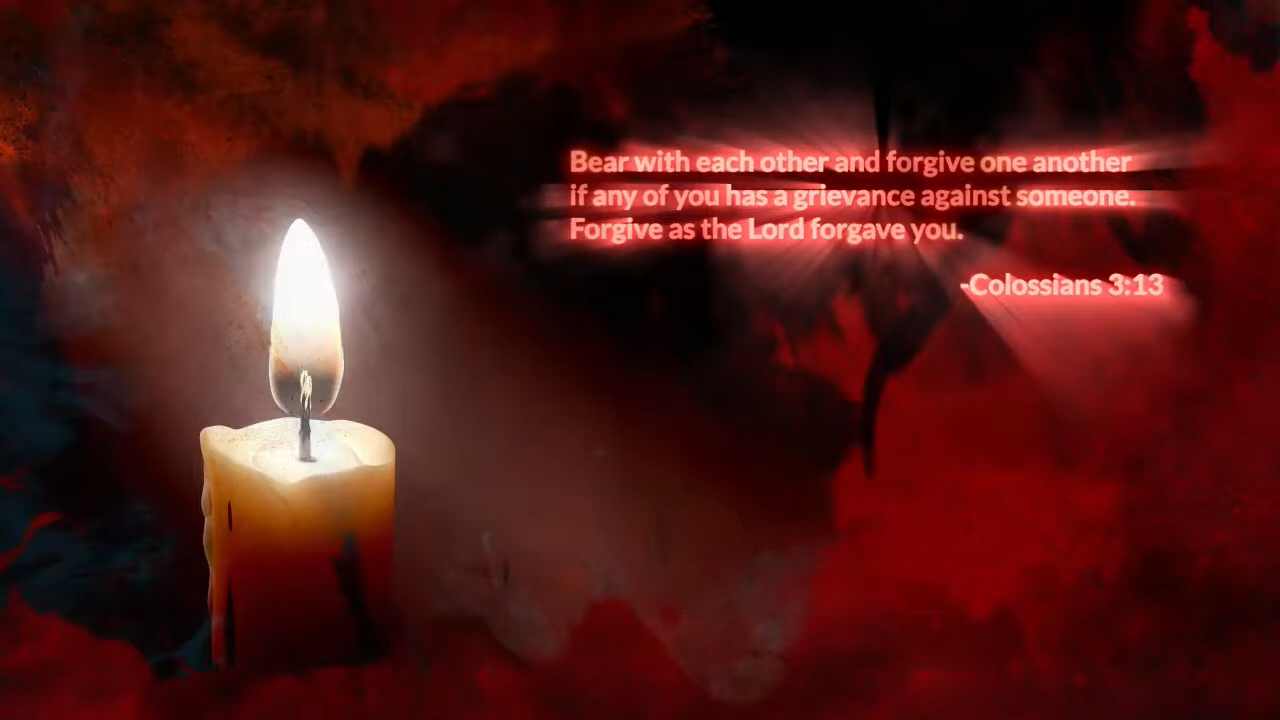 Bear with each other and forgive one another
if any of you has a grievance against someone.
Forgive as the Lord forgave you.
-Colossians 3:13